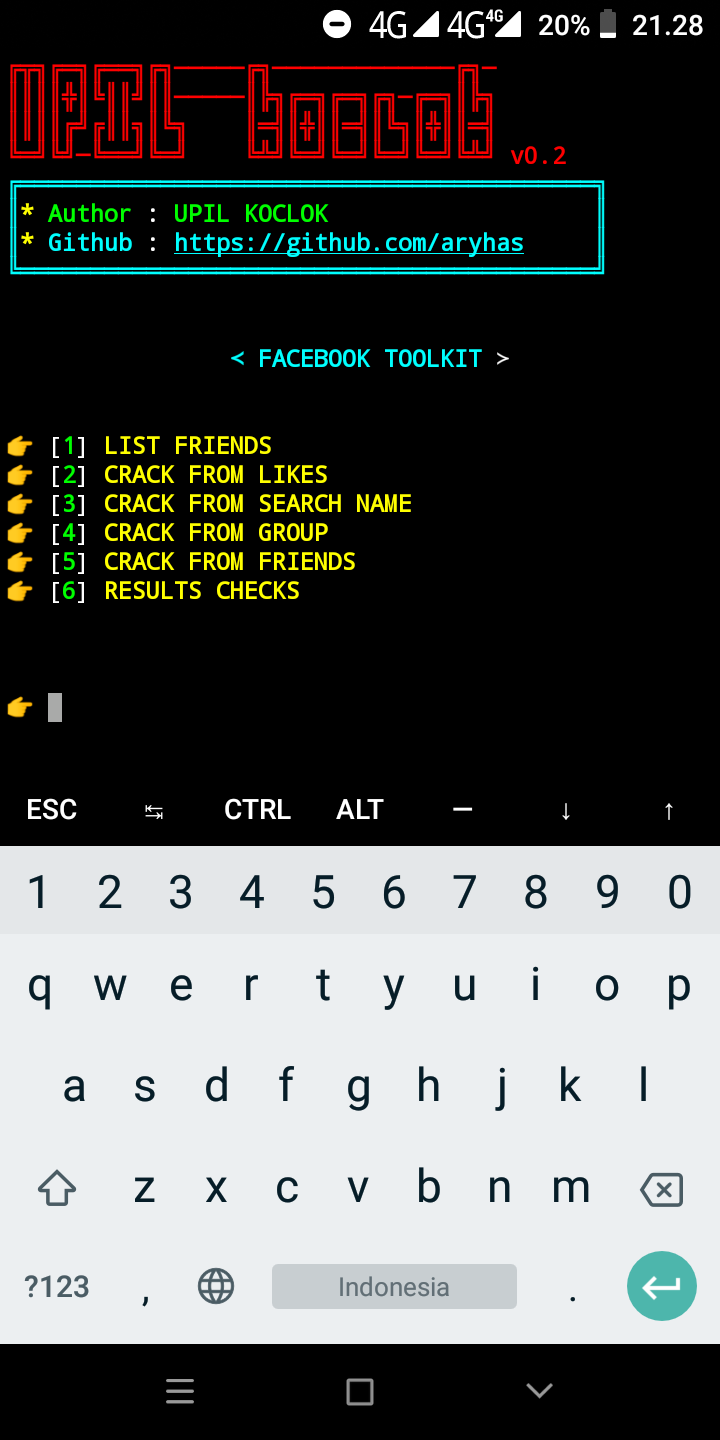 4G 4G 4G 20% 21.28
UPIL koclok v0.2
* Author : UPIL KOCLOK
* Github : https://github.com/aryhas
< FACEBOOK TOOLKIT >
👉 [1] LIST FRIENDS
👉 [2] CRACK FROM LIKES
👉 [3] CRACK FROM SEARCH NAME
👉 [4] CRACK FROM GROUP
👉 [5] CRACK FROM FRIENDS
👉 [6] RESULTS CHECKS
👉
ESC ↹ CTRL ALT — ↓ ↑
1 2 3 4 5 6 7 8 9 0
q w e r t y u i o p
a s d f g h j k l
z x c v b n m
?123 , Indonesia .